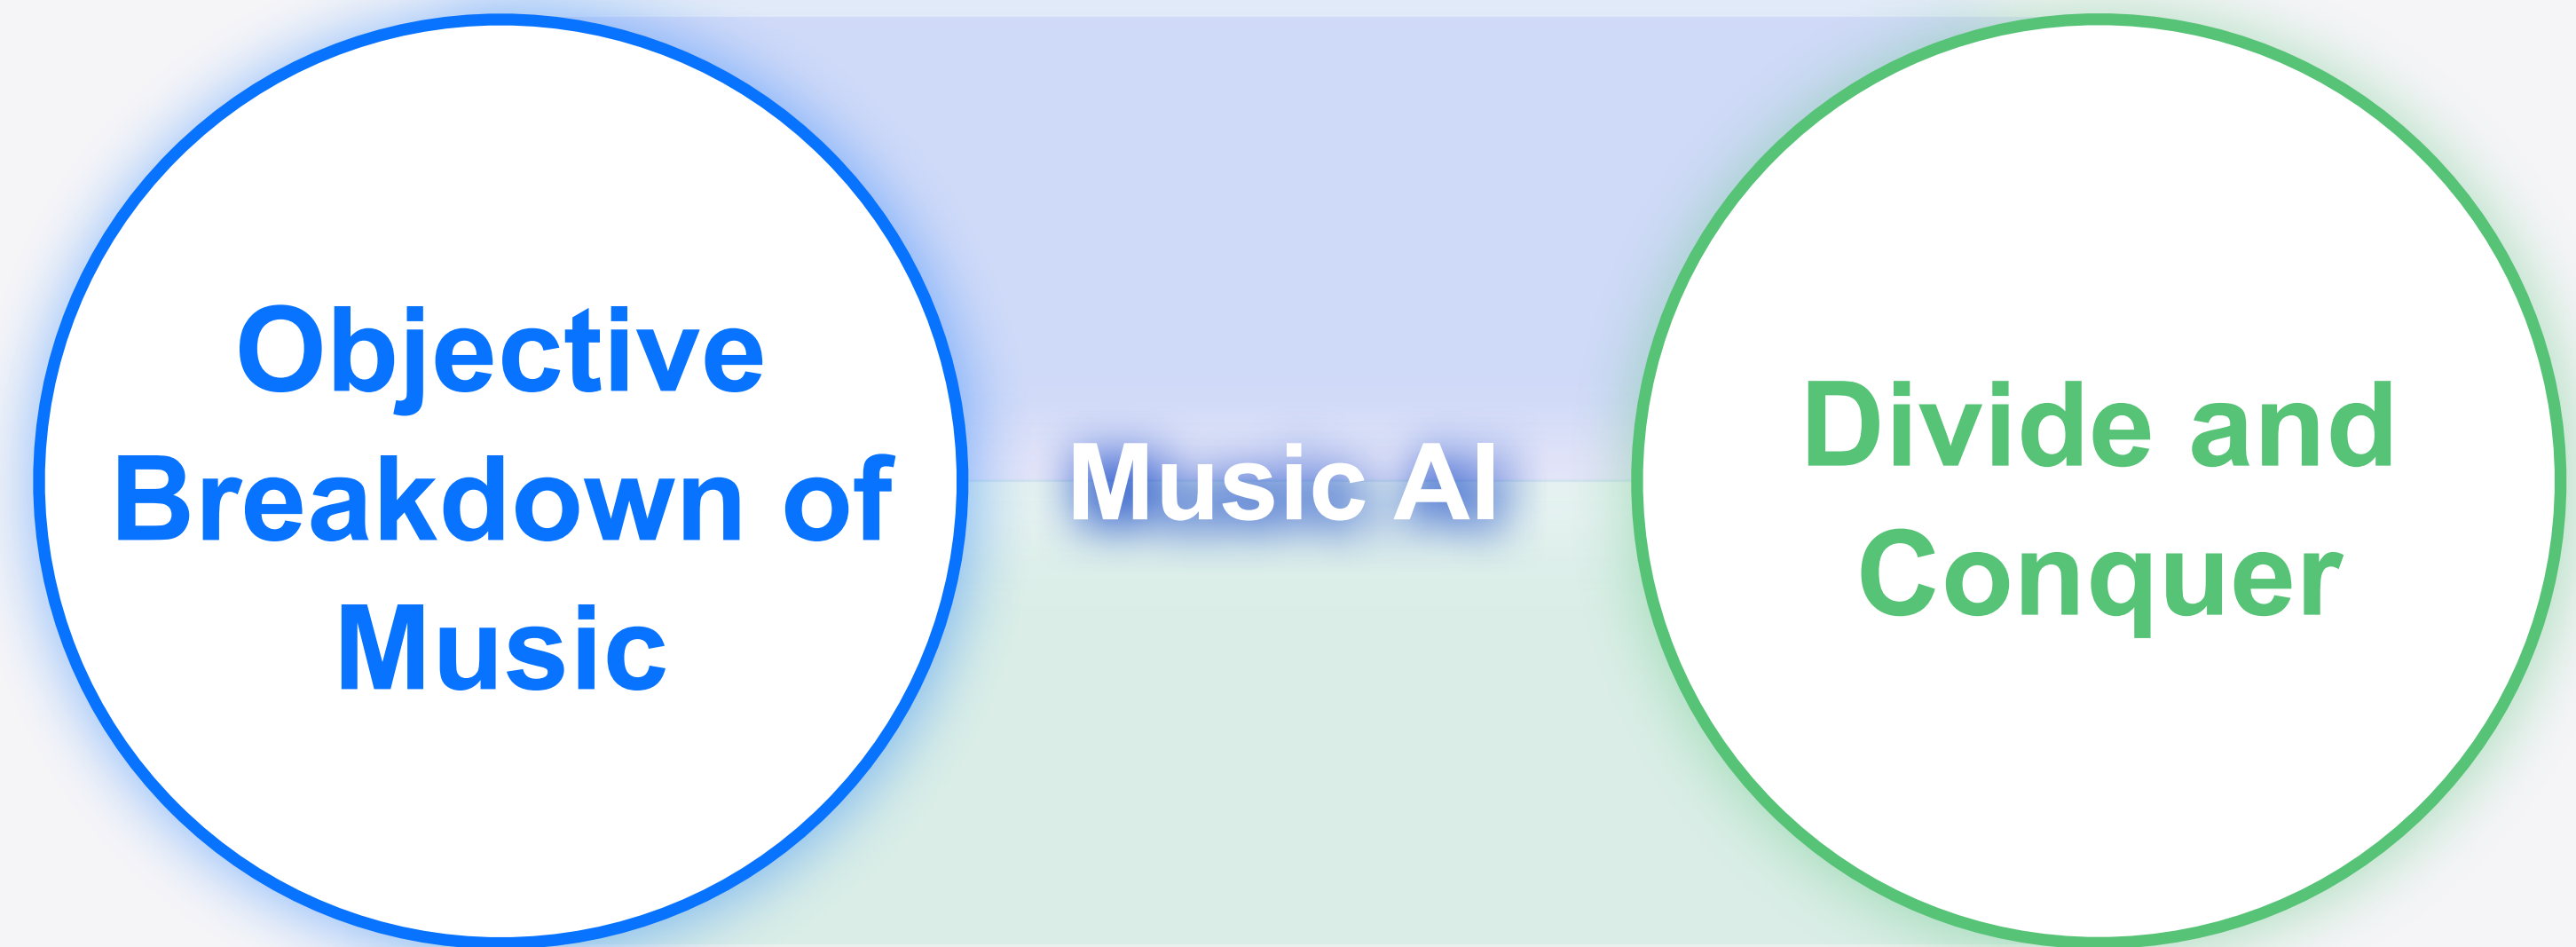 Objective
Breakdown of
Music
Music AI
Divide and
Conquer